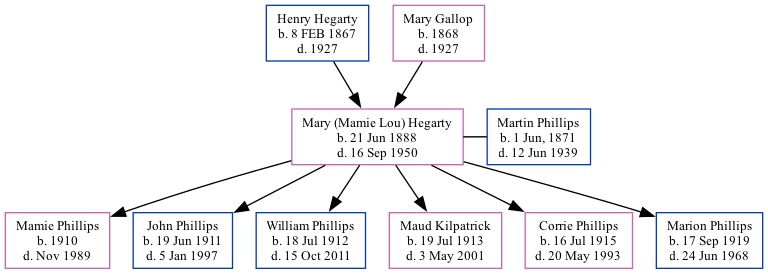 Henry Hegarty
b. 8 FEB 1867
d. 1927
Mary Gallop
b. 1868
d. 1927
Mary (Mamie Lou) Hegarty
b. 21 Jun 1888
d. 16 Sep 1950
Martin Phillips
b. 1 Jun, 1871
d. 12 Jun 1939
Mamie Phillips
b. 1910
d. Nov 1989
John Phillips
b. 19 Jun 1911
d. 5 Jan 1997
William Phillips
b. 18 Jul 1912
d. 15 Oct 2011
Maud Kilpatrick
b. 19 Jul 1913
d. 3 May 2001
Corrie Phillips
b. 16 Jul 1915
d. 20 May 1993
Marion Phillips
b. 17 Sep 1919
d. 24 Jun 1968